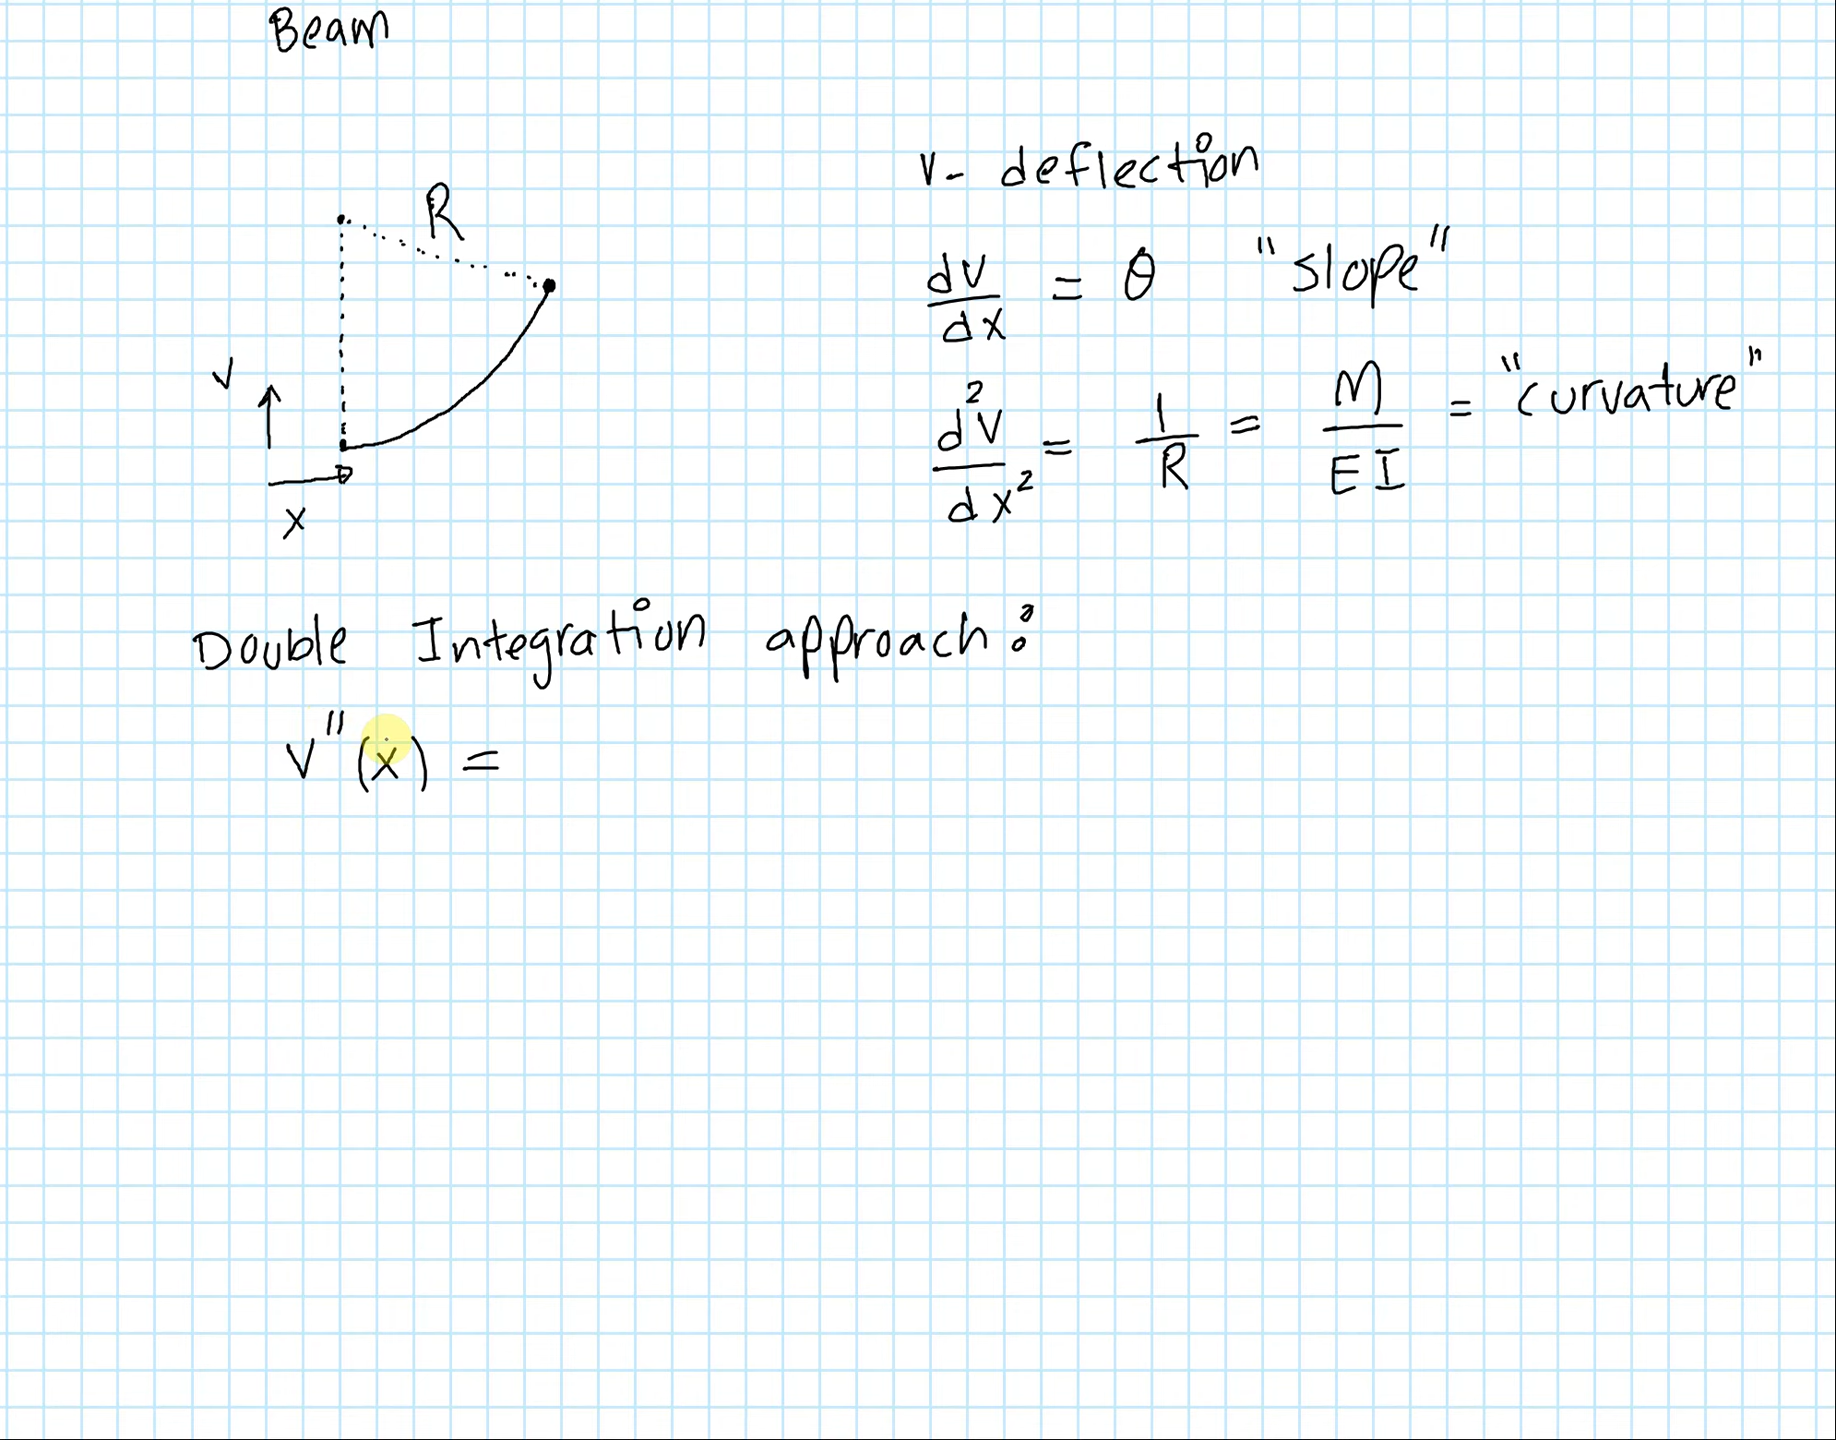 Beam
R
v
x
v - deflection
dv/dx = θ "slope"
d²v/dx² = 1/R = M/EI = "curvature"
Double Integration approach:
v''(x) =